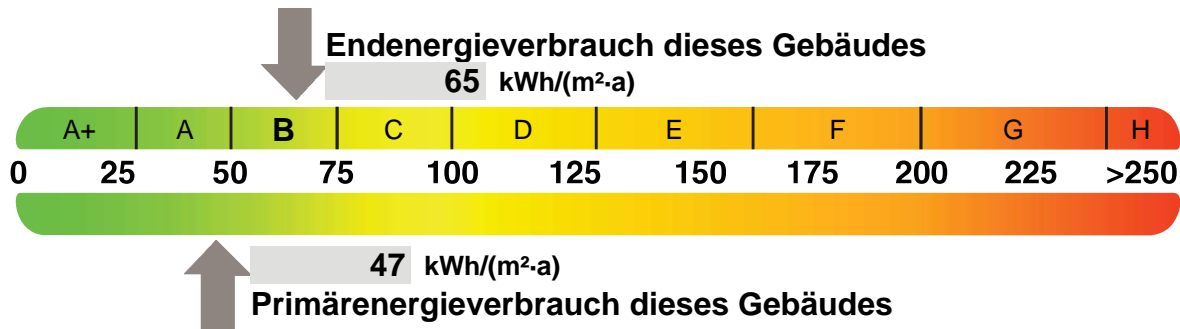 Endenergieverbrauch dieses Gebäudes
65 kWh/(m²·a)
A+ A B C D E F G H
0 25 50 75 100 125 150 175 200 225 >250
47 kWh/(m²·a)
Primärenergieverbrauch dieses Gebäudes